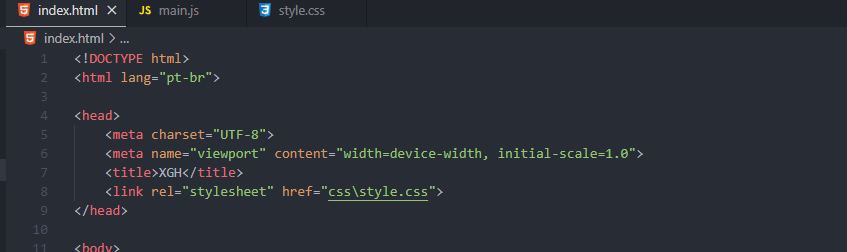 index.html × JS main.js style.css
index.html > ...
1 <!DOCTYPE html>
2 <html lang="pt-br">
3
4 <head>
5 <meta charset="UTF-8">
6 <meta name="viewport" content="width=device-width, initial-scale=1.0">
7 <title>XGH</title>
8 <link rel="stylesheet" href="css\style.css">
9 </head>
10
11 <body>